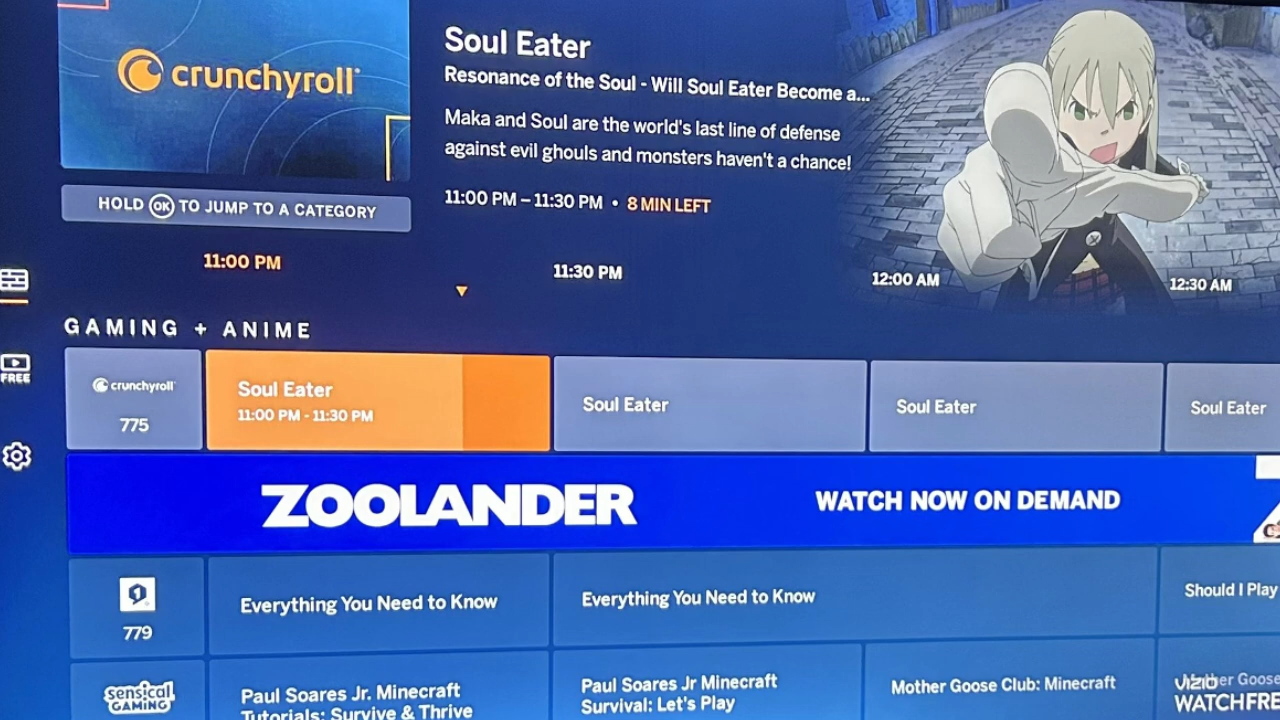 crunchyroll
Soul Eater
Resonance of the Soul - Will Soul Eater Become a...
Maka and Soul are the world's last line of defense
against evil ghouls and monsters haven't a chance!
11:00 PM – 11:30 PM • 8 MIN LEFT
HOLD OK TO JUMP TO A CATEGORY
11:00 PM
11:30 PM
12:00 AM
12:30 AM
GAMING + ANIME
FREE
crunchyroll
775
Soul Eater
11:00 PM - 11:30 PM
Soul Eater
Soul Eater
Soul Eater
ZOOLANDER
WATCH NOW ON DEMAND
779
Everything You Need to Know
Everything You Need to Know
Should I Play
sensical
GAMING
Paul Soares Jr. Minecraft
Tutorials: Survive & Thrive
Paul Soares Jr Minecraft
Survival: Let's Play
Mother Goose Club: Minecraft
Mother Goose
VIZIO
WATCHFRE